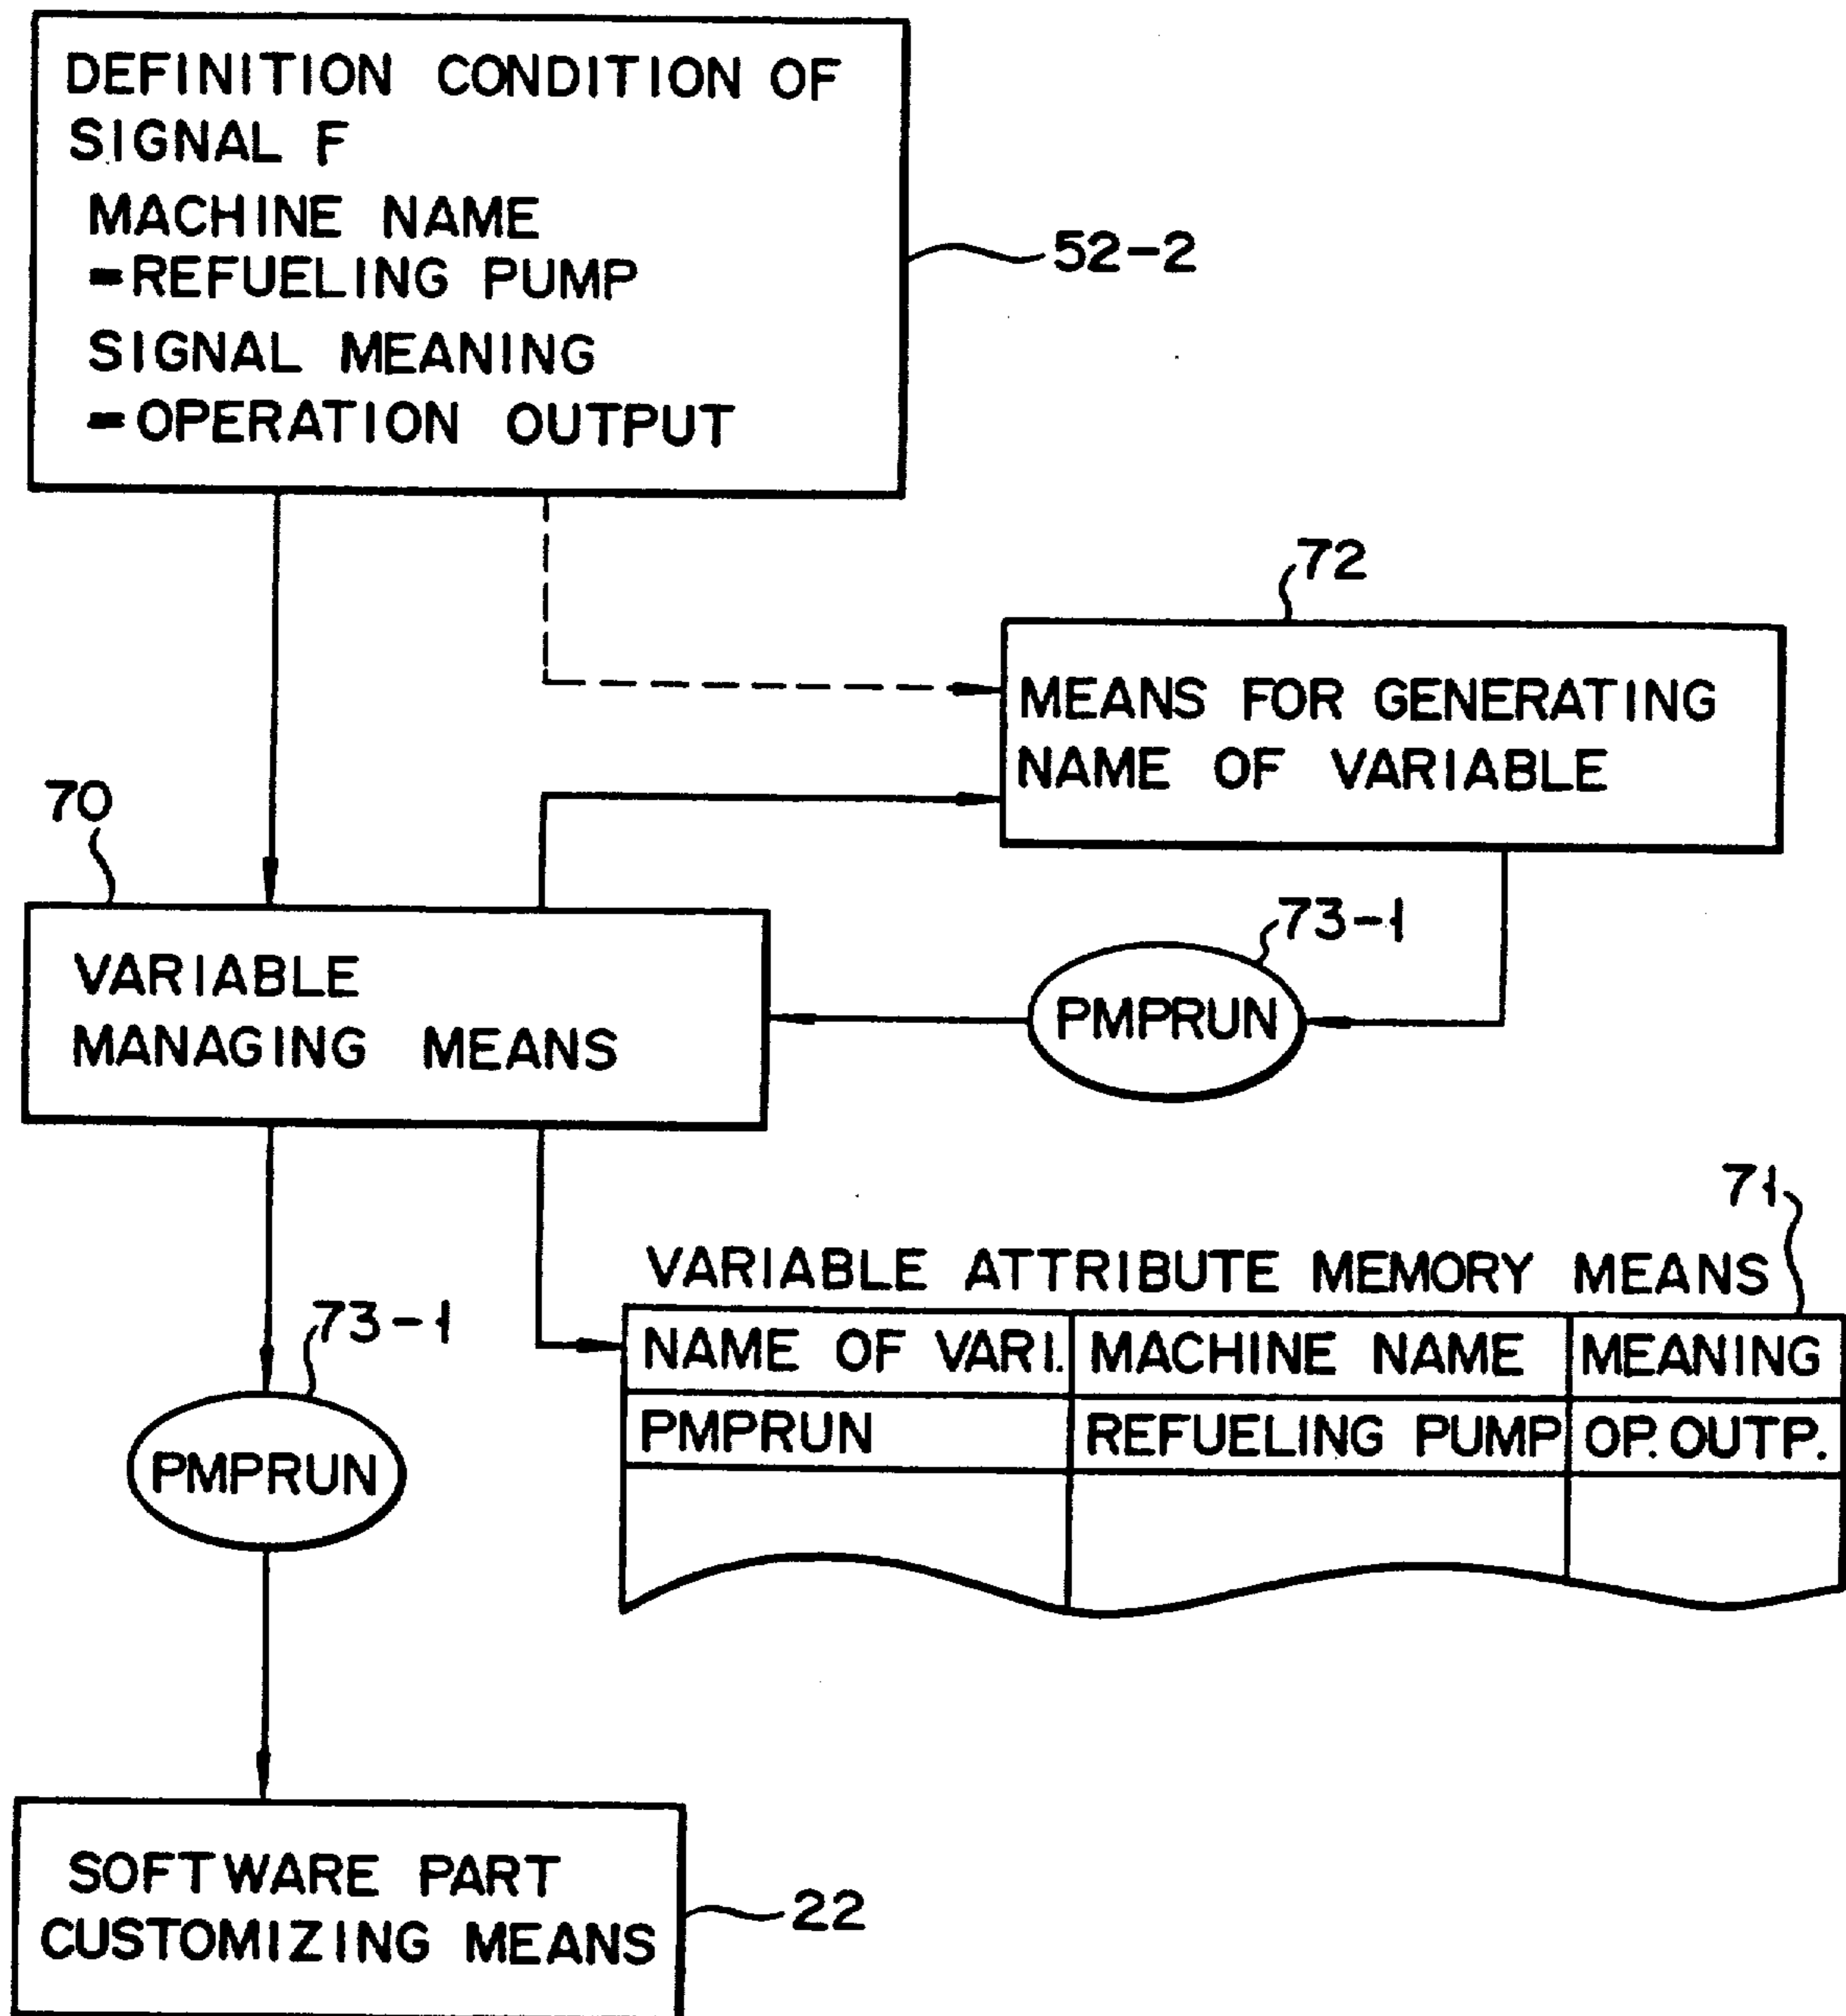 DEFINITION CONDITION OF
SIGNAL F
MACHINE NAME
=REFUELING PUMP
SIGNAL MEANING
=OPERATION OUTPUT
52-2
72
MEANS FOR GENERATING
NAME OF VARIABLE
70
VARIABLE
MANAGING MEANS
73-1
PMPRUN
71
VARIABLE ATTRIBUTE MEMORY MEANS
NAME OF VARI. MACHINE NAME MEANING
PMPRUN REFUELING PUMP OP. OUTP.
73-1
PMPRUN
SOFTWARE PART
CUSTOMIZING MEANS
22